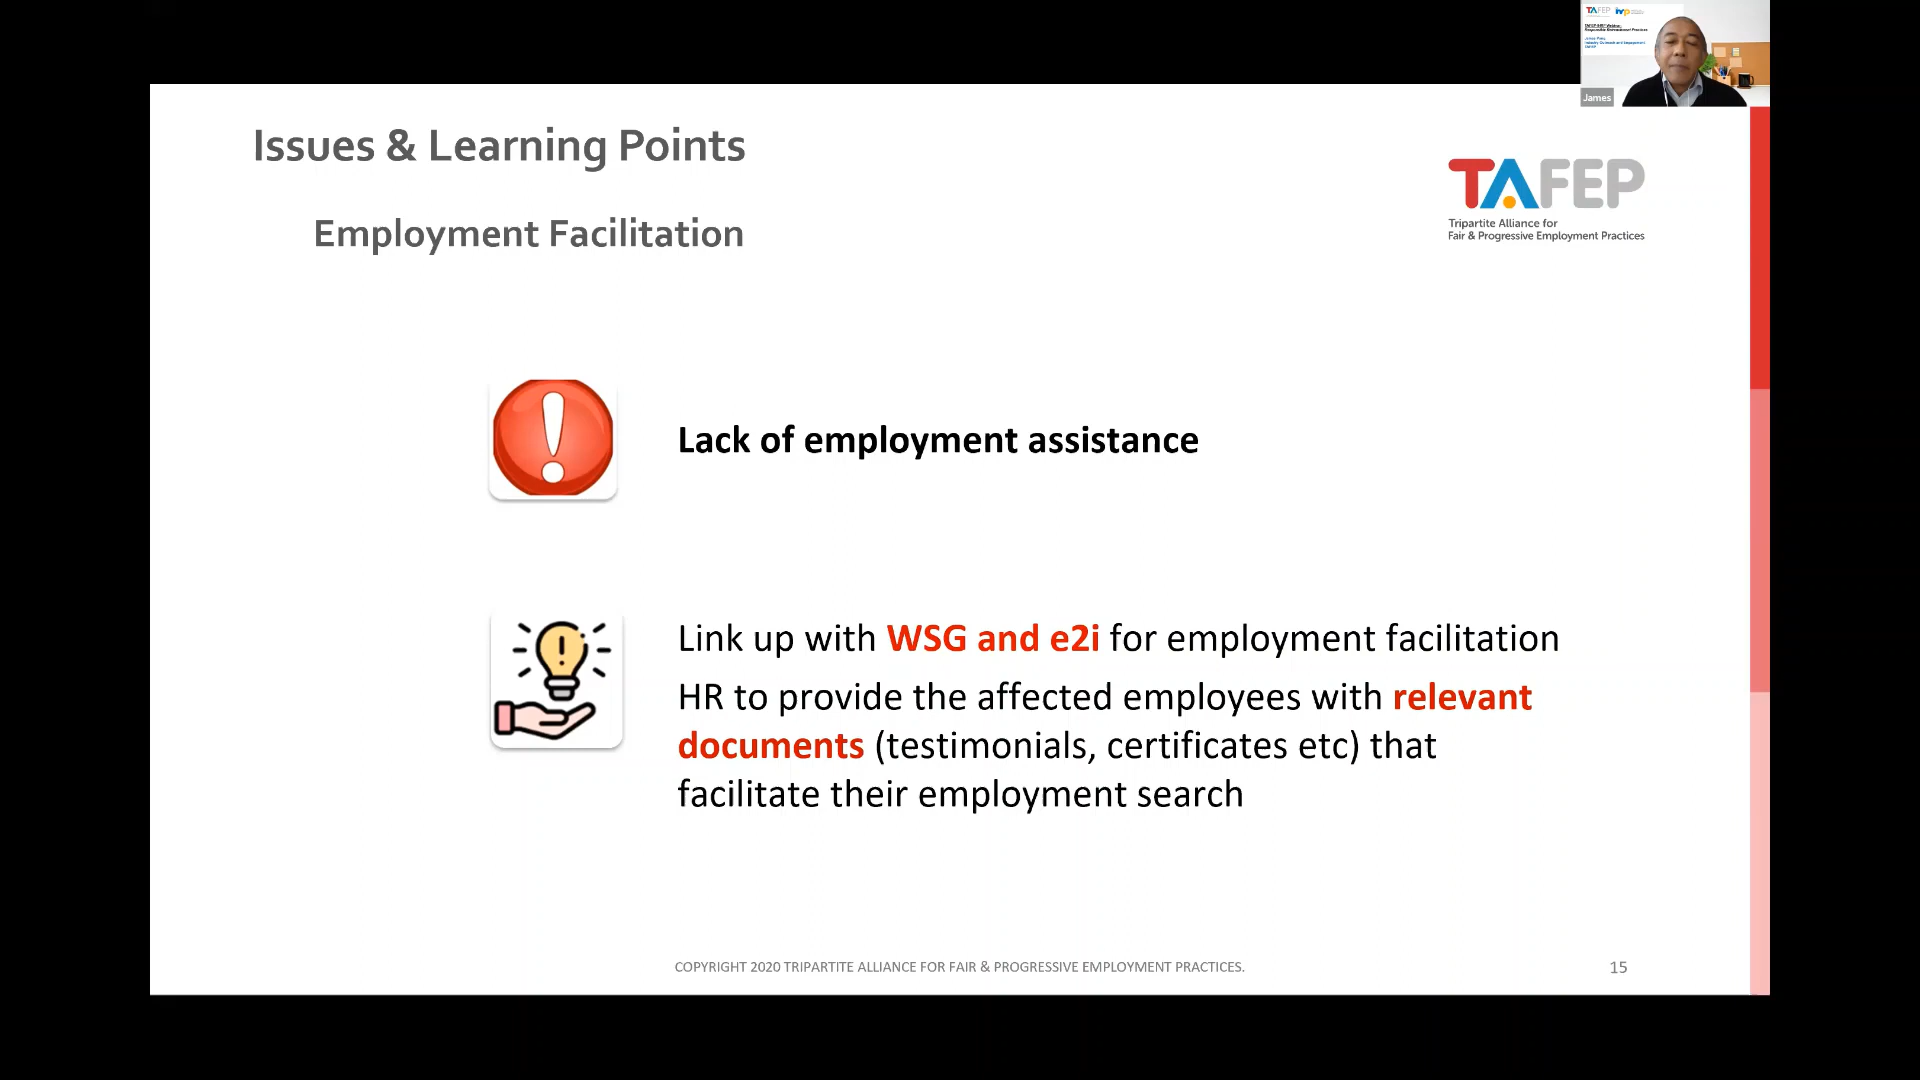 James
Issues & Learning Points
TAFEP
Tripartite Alliance for
Fair & Progressive Employment Practices
Employment Facilitation
Lack of employment assistance
Link up with WSG and e2i for employment facilitation
HR to provide the affected employees with relevant
documents (testimonials, certificates etc) that
facilitate their employment search
COPYRIGHT 2020 TRIPARTITE ALLIANCE FOR FAIR & PROGRESSIVE EMPLOYMENT PRACTICES.
15